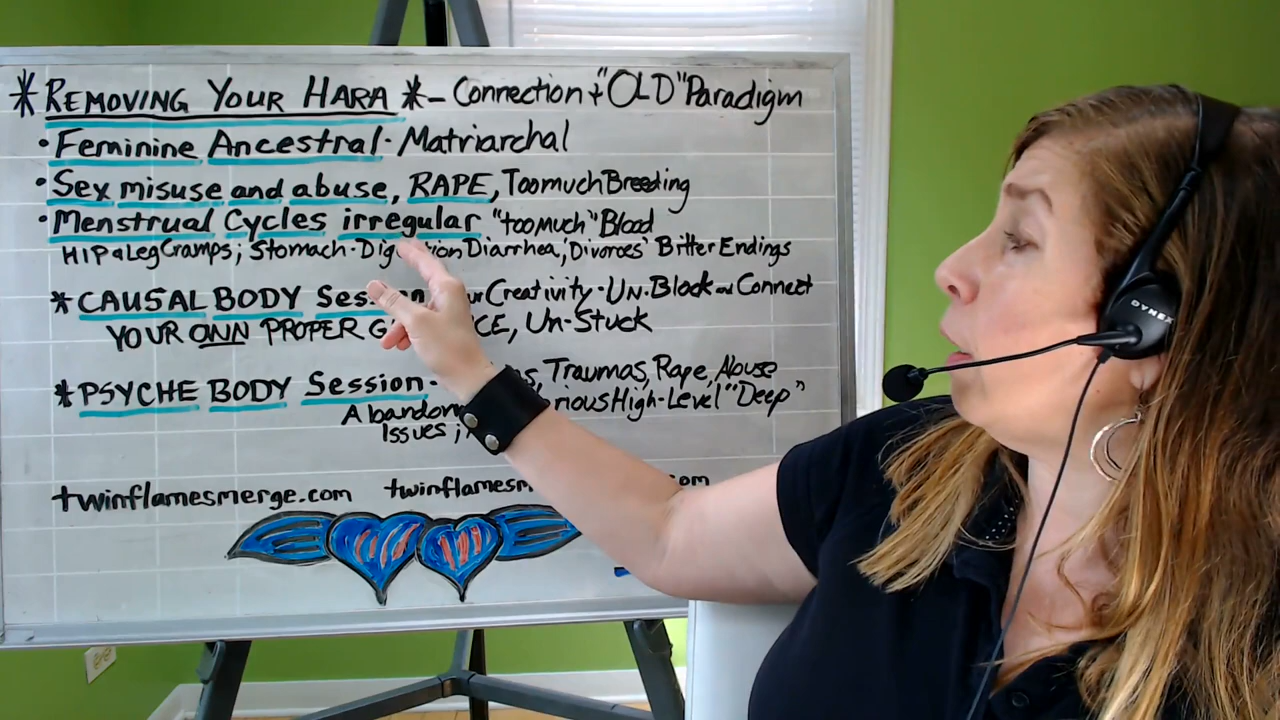 * REMOVING YOUR HARA * - Connection + "OLD" Paradigm
• Feminine Ancestral - Matriarchal
• Sex misuse and abuse, RAPE, Too much Breeding
• Menstrual Cycles irregular "too much" Blood
HIP & Leg Cramps; Stomach - Diarrhea, 'Divorces' Bitter Endings
* CAUSAL BODY Creativity - UN-Block and Connect
YOUR OWN PROPER Un-Stuck
* PSYCHE BODY Session - Traumas, Rape, Abuse
High-Level "Deep"
Issues ;
twinflamesmerge.com
DYNEX